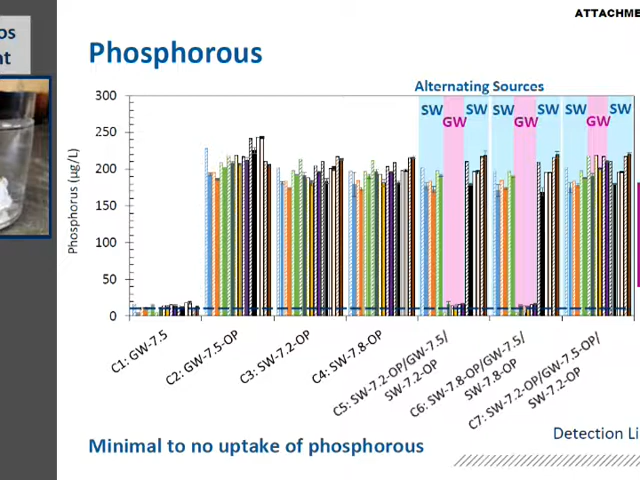 ATTACHME
os
nt
Phosphorous
Alternating Sources
SW GW SW SW GW SW SW GW SW
Phosphorus (µg/L)
300
250
200
150
100
50
0
C1: GW-7.5
C2: GW-7.5-OP
C3: SW-7.2-OP
C4: SW-7.8-OP
C5: SW-7.2-OP/GW-7.5/
SW-7.2-OP
C6: SW-7.8-OP/GW-7.5/
SW-7.8-OP
C7: SW-7.2-OP/GW-7.5-OP/
SW-7.2-OP
Detection Li
Minimal to no uptake of phosphorous